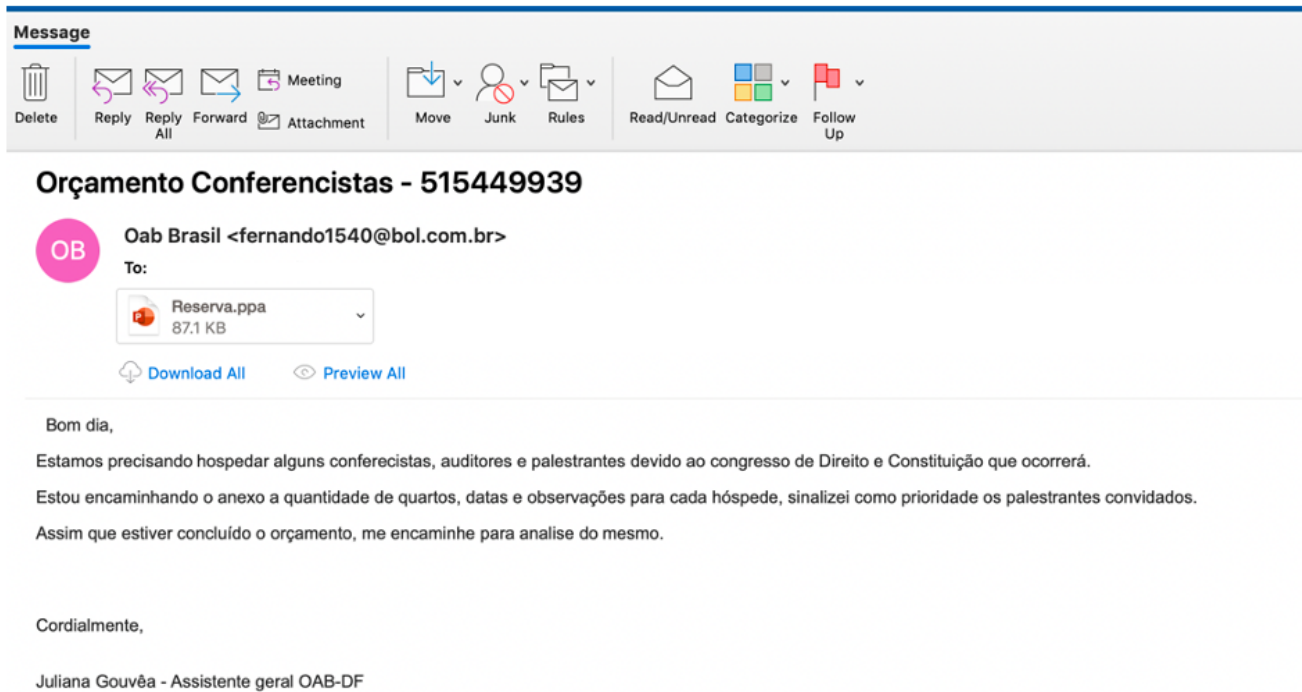 Message
Delete
Reply
Reply All
Forward
Meeting
Attachment
Move
Junk
Rules
Read/Unread
Categorize
Follow Up
Orçamento Conferencistas - 515449939
OB
Oab Brasil <fernando1540@bol.com.br>
To:
P
Reserva.ppa
87.1 KB
Download All
Preview All
Bom dia,
Estamos precisando hospedar alguns conferecistas, auditores e palestrantes devido ao congresso de Direito e Constituição que ocorrerá.
Estou encaminhando o anexo a quantidade de quartos, datas e observações para cada hóspede, sinalizei como prioridade os palestrantes convidados.
Assim que estiver concluído o orçamento, me encaminhe para analise do mesmo.
Cordialmente,
Juliana Gouvêa - Assistente geral OAB-DF